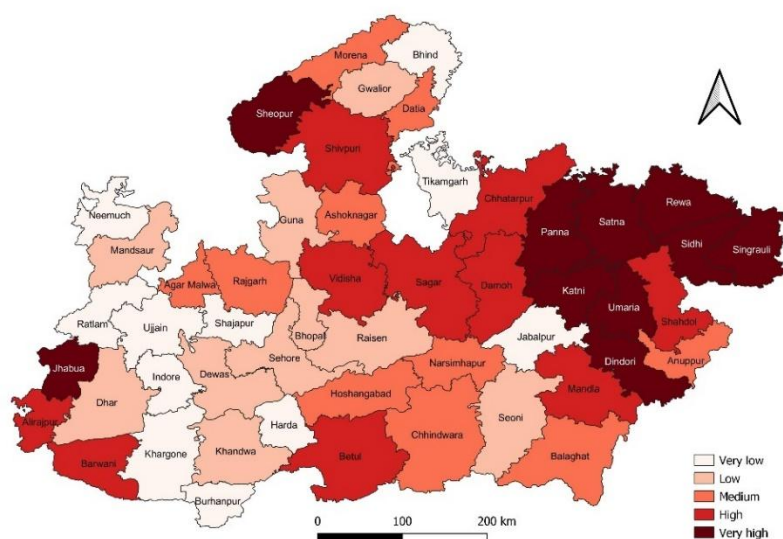 Morena
Bhind
Gwalior
Sheopur
Datia
Shivpuri
Tikamgarh
Chhatarpur
Rewa
Neemuch
Guna
Ashoknagar
Panna
Satna
Sidhi
Singrauli
Mandsaur
Vidisha
Sagar
Damoh
Katni
Agar Malwa
Rajgarh
Umaria
Ratlam
Ujjain
Shajapur
Bhopal
Raisen
Jabalpur
Shahdol
Jhabua
Sehore
Dindori
Anuppur
Indore
Dewas
Narsimhapur
Dhar
Hoshangabad
Mandla
Alirajpur
Harda
Seoni
Barwani
Khargone
Khandwa
Betul
Chhindwara
Balaghat
Burhanpur
Very low
Low
Medium
High
Very high
0 100 200 km